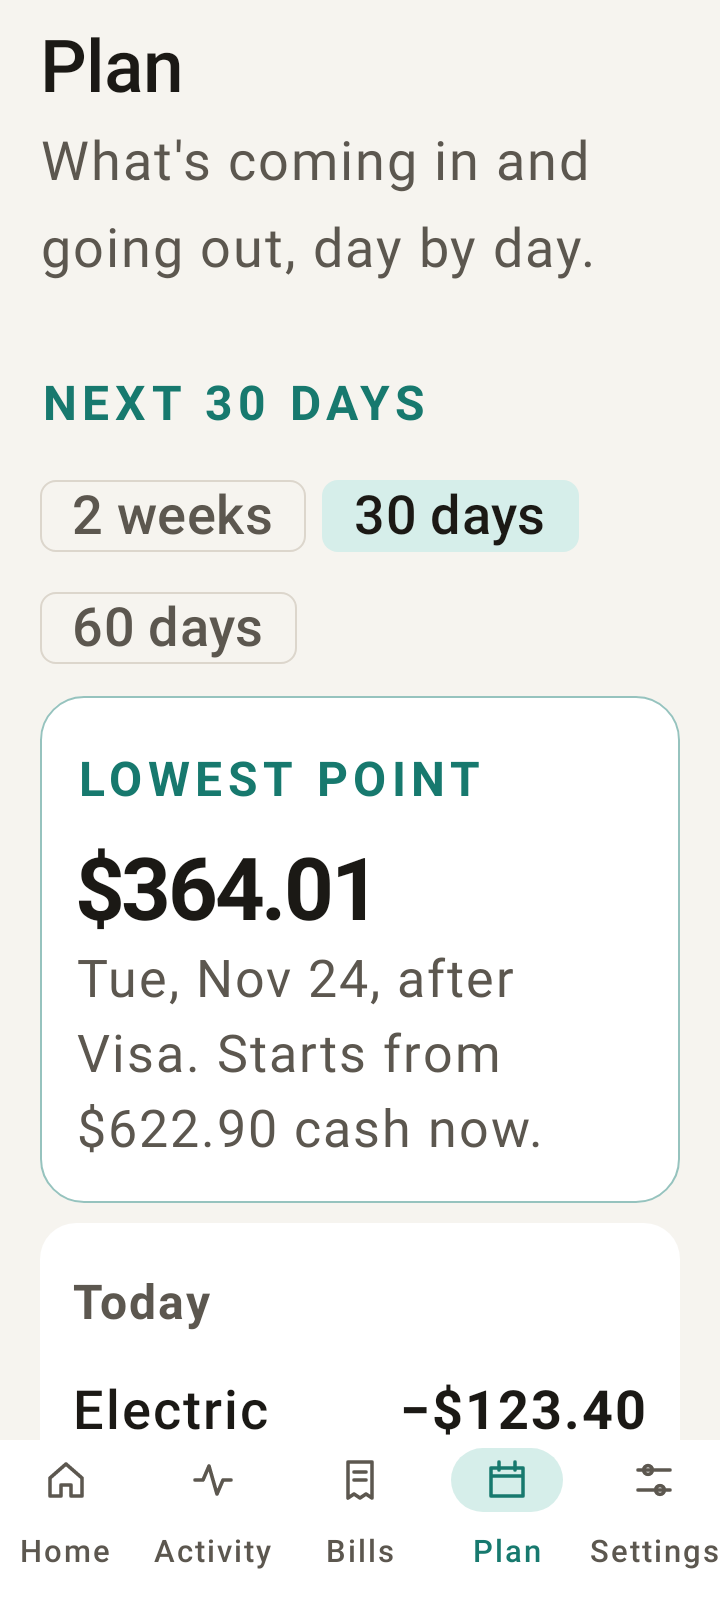 Plan
What's coming in and
going out, day by day.
NEXT 30 DAYS
2 weeks
30 days
60 days
LOWEST POINT
$364.01
Tue, Nov 24, after
Visa. Starts from
$622.90 cash now.
Today
Electric −$123.40
Home Activity Bills Plan Settings